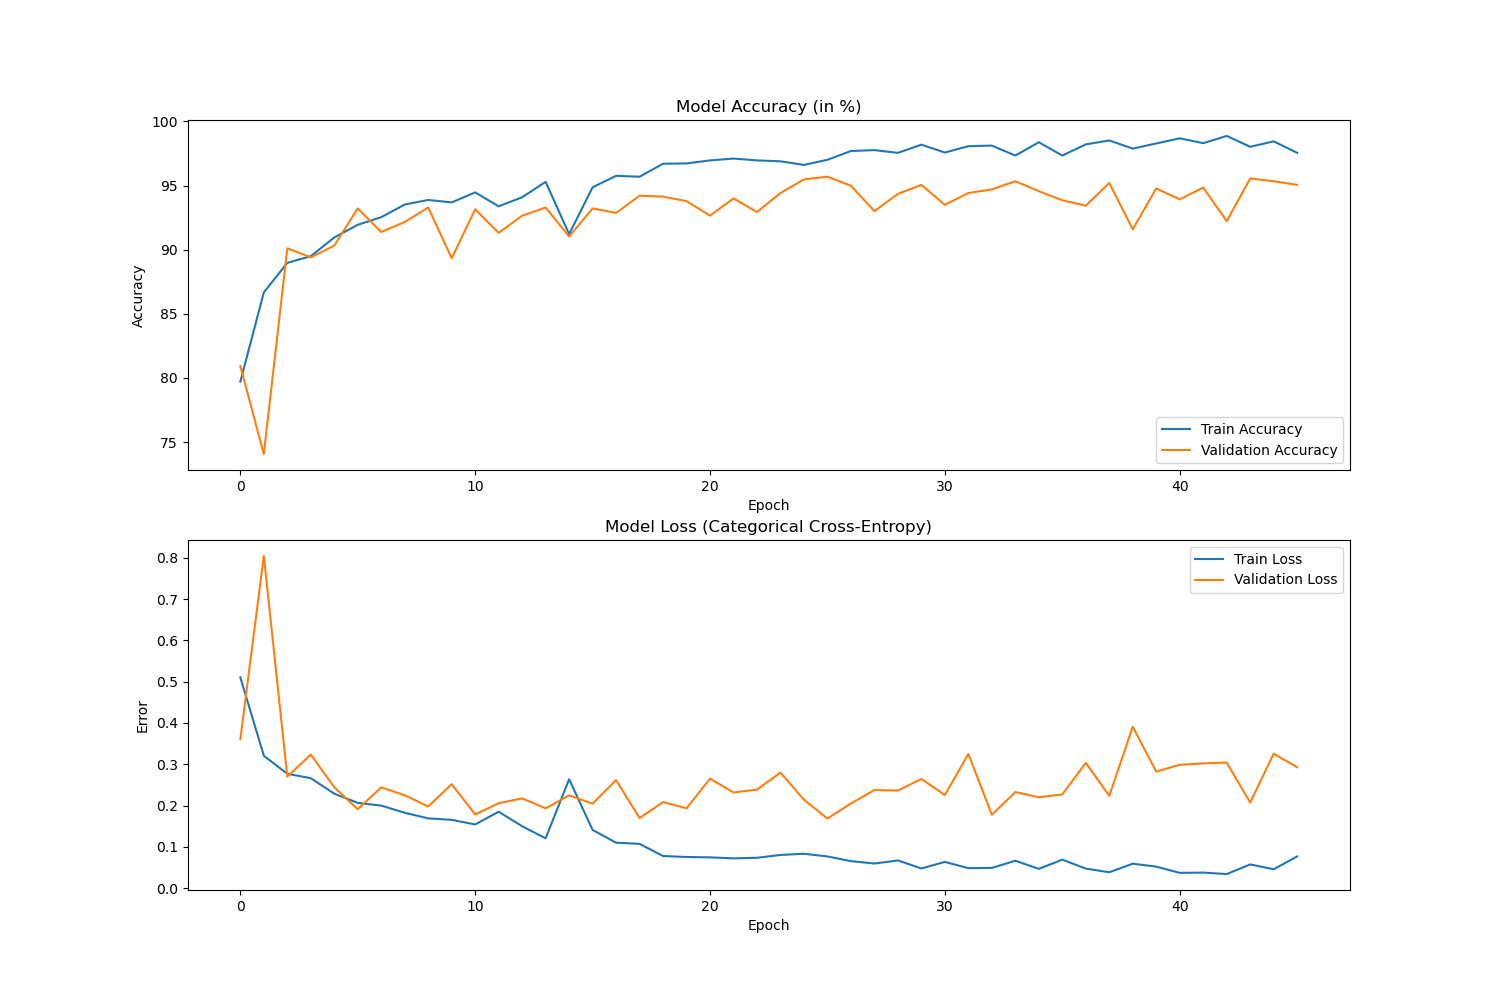 Model Accuracy (in %)
100
95
90
85
80
75
Accuracy
Train Accuracy
Validation Accuracy
0 10 20 30 40
Epoch
Model Loss (Categorical Cross-Entropy)
0.8
0.7
0.6
0.5
0.4
0.3
0.2
0.1
0.0
Error
Train Loss
Validation Loss
0 10 20 30 40
Epoch